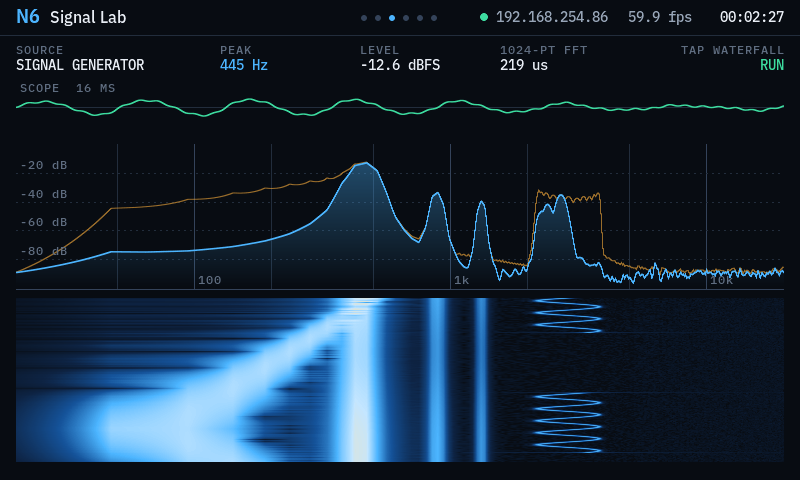 N6 Signal Lab 192.168.254.86 59.9 fps 00:02:27
SOURCE PEAK LEVEL 1024-PT FFT TAP WATERFALL
SIGNAL GENERATOR 445 Hz -12.6 dBFS 219 us RUN
SCOPE 16 MS
-20 dB
-40 dB
-60 dB
-80 dB
100 1k 10k